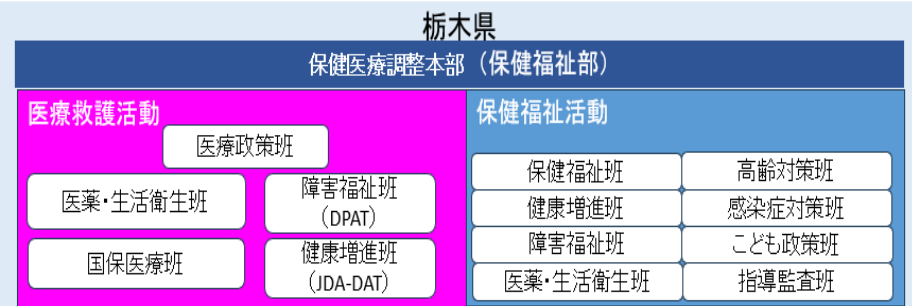 栃木県
保健医療調整本部（保健福祉部）
医療救護活動
医療政策班
医薬・生活衛生班
障害福祉班
（DPAT）
国保医療班
健康増進班
（JDA-DAT）
保健福祉活動
保健福祉班
高齢対策班
健康増進班
感染症対策班
障害福祉班
こども政策班
医薬・生活衛生班
指導監査班